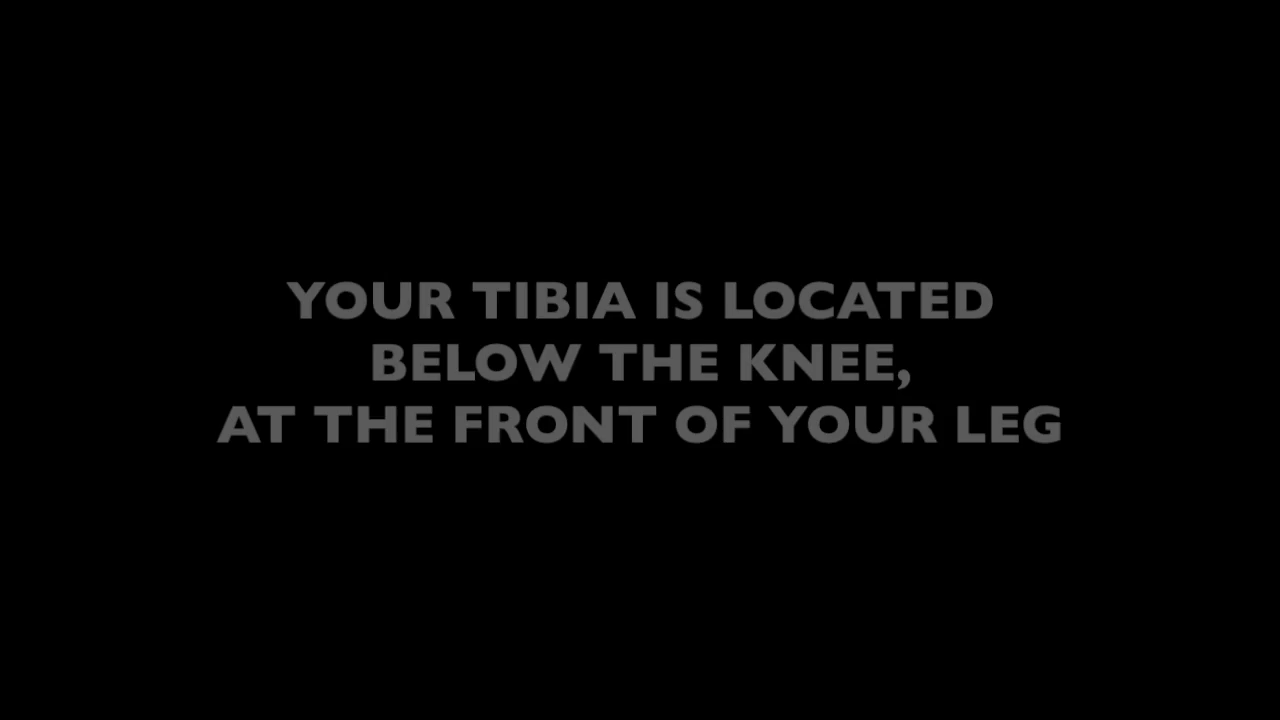 YOUR TIBIA IS LOCATED
BELOW THE KNEE,
AT THE FRONT OF YOUR LEG